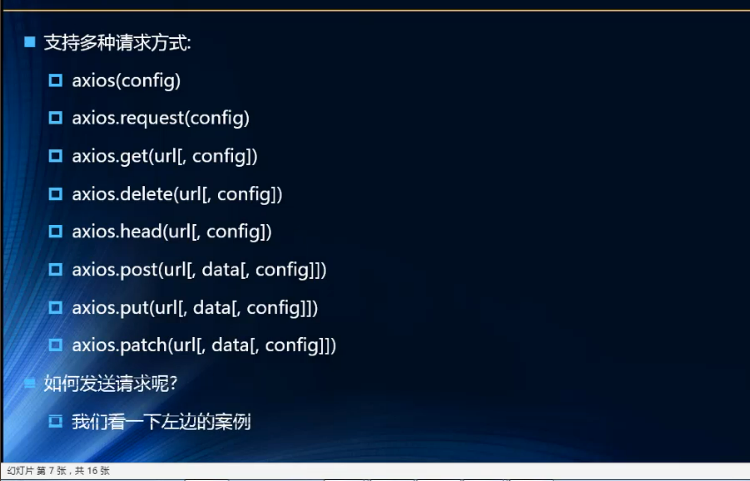 支持多种请求方式:
axios(config)
axios.request(config)
axios.get(url[, config])
axios.delete(url[, config])
axios.head(url[, config])
axios.post(url[, data[, config]])
axios.put(url[, data[, config]])
axios.patch(url[, data[, config]])
如何发送请求呢?
我们看一下左边的案例
幻灯片 第 7 张，共 16 张